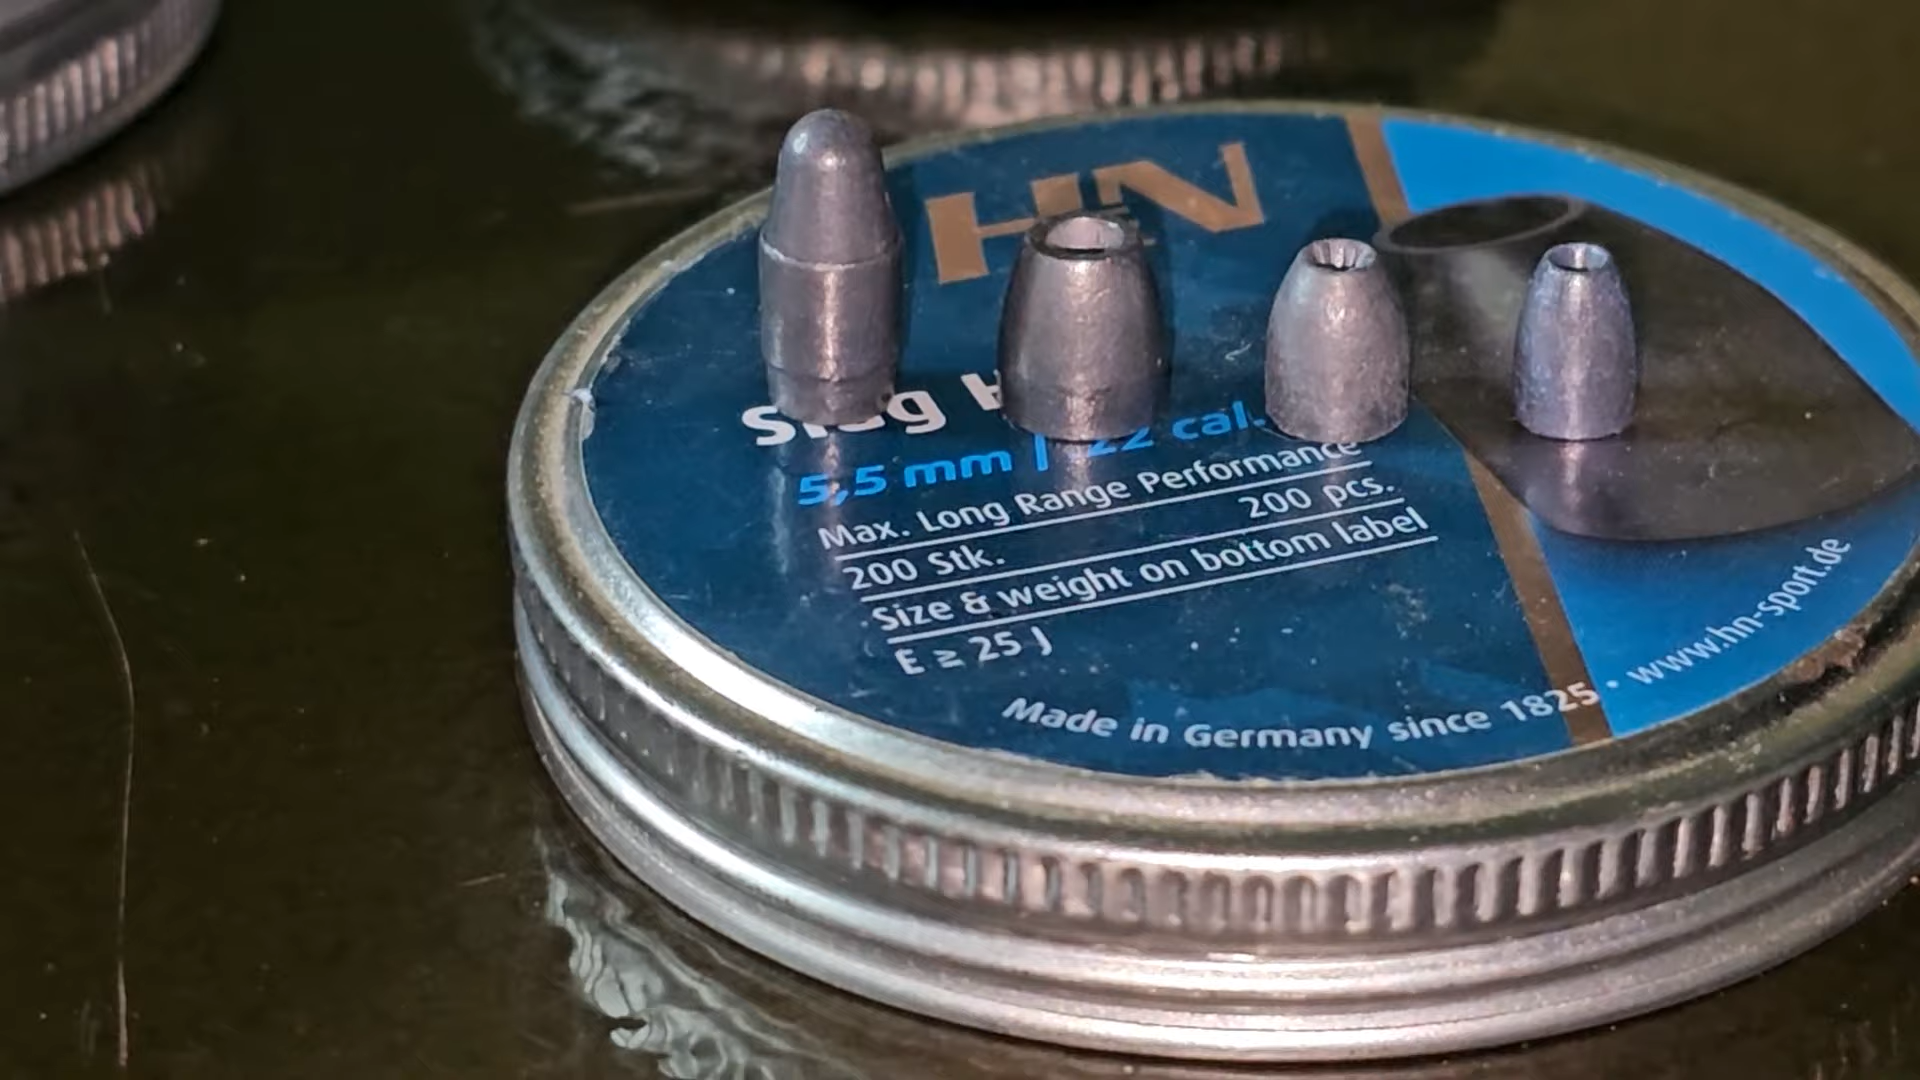 HN
Slug H
5,5 mm | 22 cal.
Max. Long Range Performance
200 Stk. 200 pcs.
Size & weight on bottom label
E ≥ 25 J
Made in Germany since 1825 • www.hn-sport.de